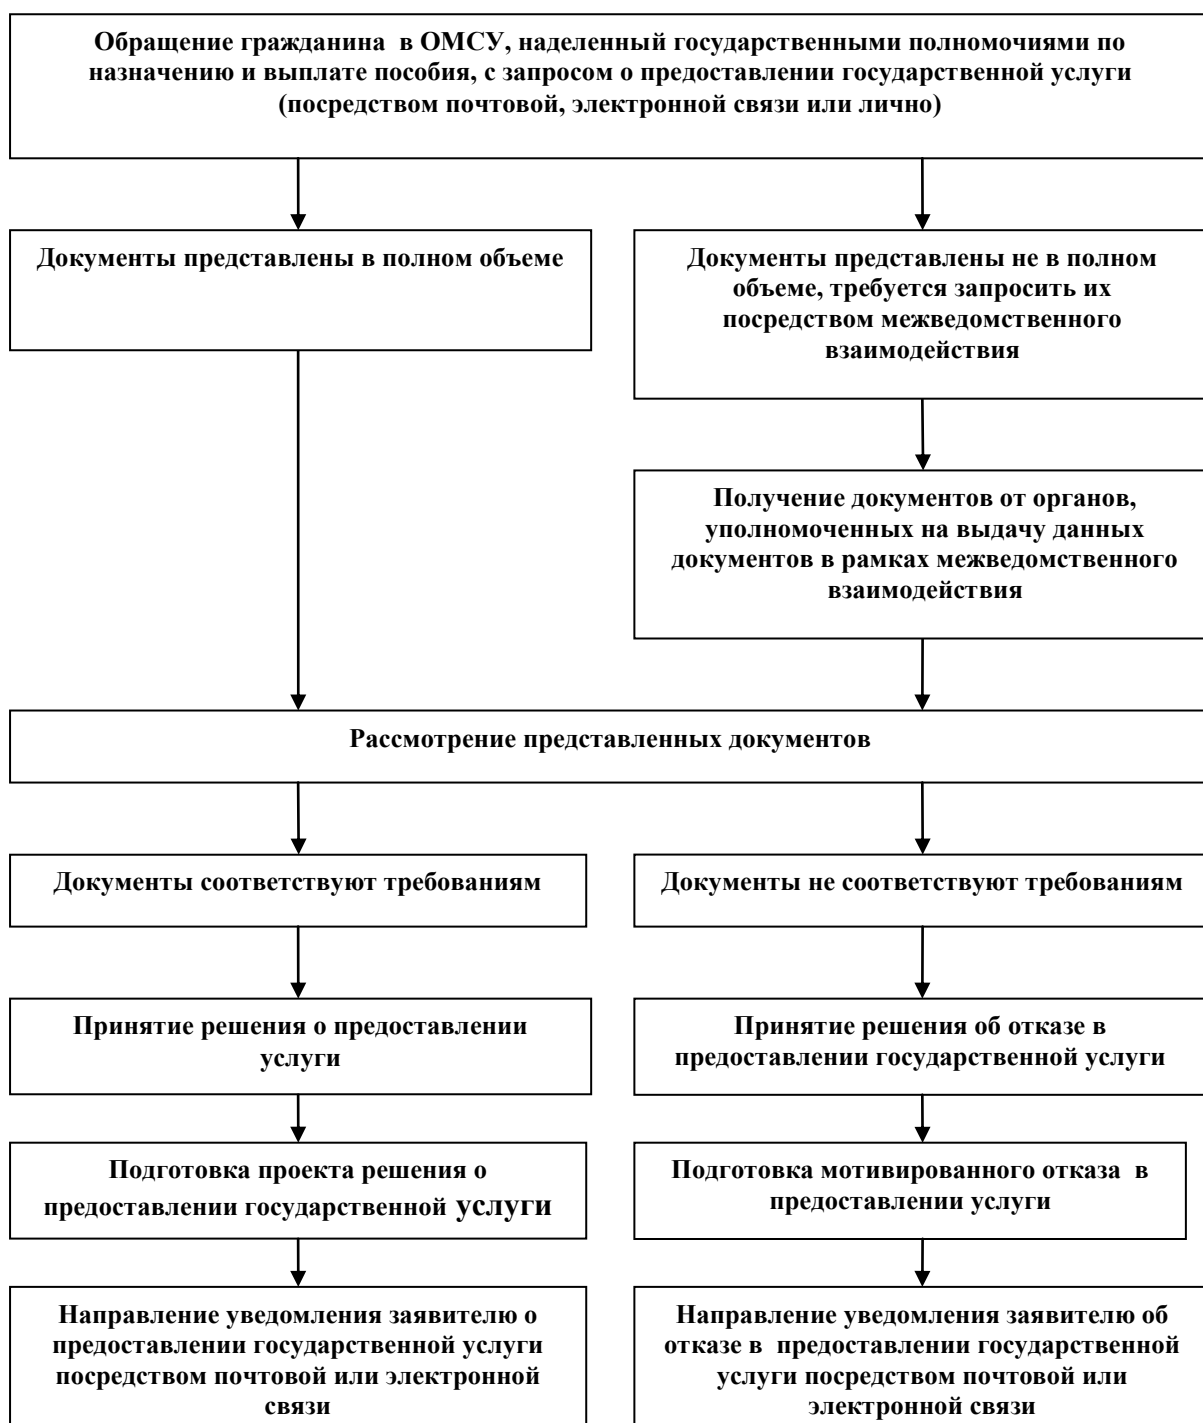 Обращение гражданина  в ОМСУ, наделенный государственными полномочиями по
назначению и выплате пособия, с запросом о предоставлении государственной услуги
(посредством почтовой, электронной связи или лично)
Документы представлены в полном объеме
Документы представлены не в полном
объеме, требуется запросить их
посредством межведомственного
взаимодействия
Получение документов от органов,
уполномоченных на выдачу данных
документов в рамках межведомственного
взаимодействия
Рассмотрение представленных документов
Документы соответствуют требованиям
Документы не соответствуют требованиям
Принятие решения о предоставлении
услуги
Принятие решения об отказе в
предоставлении государственной услуги
Подготовка проекта решения о
предоставлении государственной услуги
Подготовка мотивированного отказа  в
предоставлении услуги
Направление уведомления заявителю о
предоставлении государственной услуги
посредством почтовой или электронной
связи
Направление уведомления заявителю об
отказе в  предоставлении государственной
услуги посредством почтовой или
электронной связи